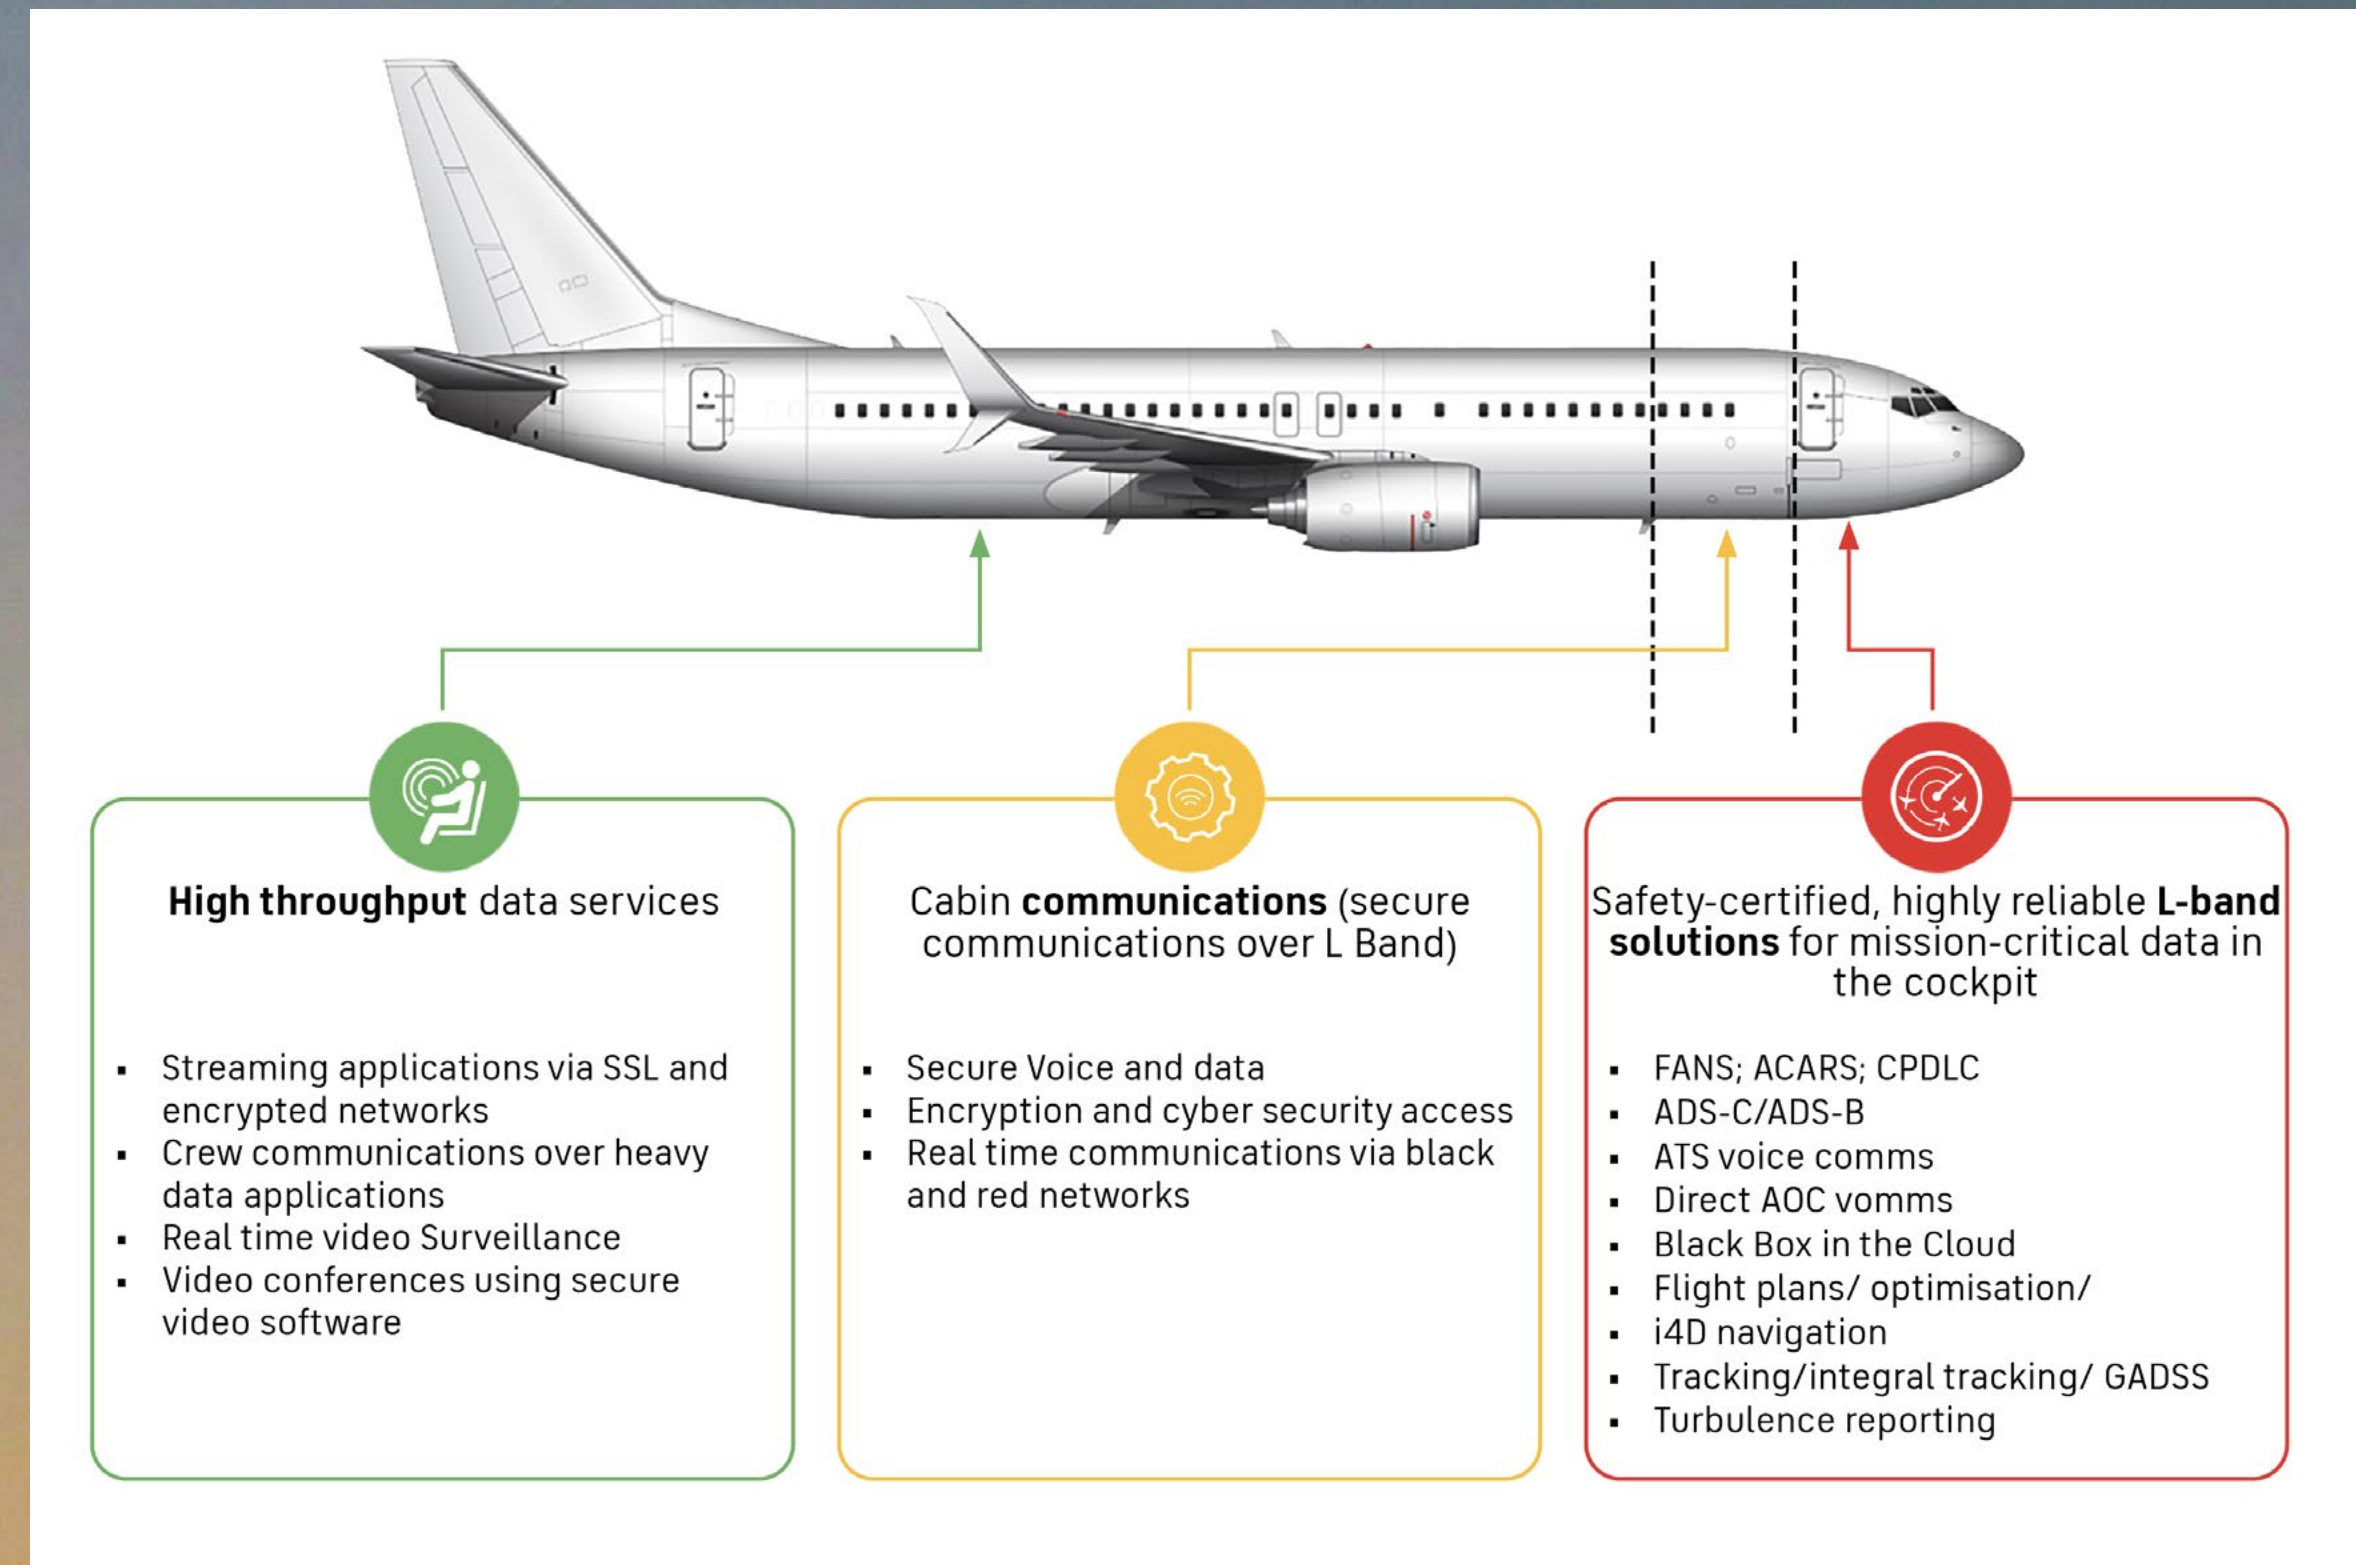 High throughput data services
▪ Streaming applications via SSL and
encrypted networks
▪ Crew communications over heavy
data applications
▪ Real time video Surveillance
▪ Video conferences using secure
video software
Cabin communications (secure
communications over L Band)
▪ Secure Voice and data
▪ Encryption and cyber security access
▪ Real time communications via black
and red networks
Safety-certified, highly reliable L-band
solutions for mission-critical data in
the cockpit
▪ FANS; ACARS; CPDLC
▪ ADS-C/ADS-B
▪ ATS voice comms
▪ Direct AOC vomms
▪ Black Box in the Cloud
▪ Flight plans/ optimisation/
▪ i4D navigation
▪ Tracking/integral tracking/ GADSS
▪ Turbulence reporting